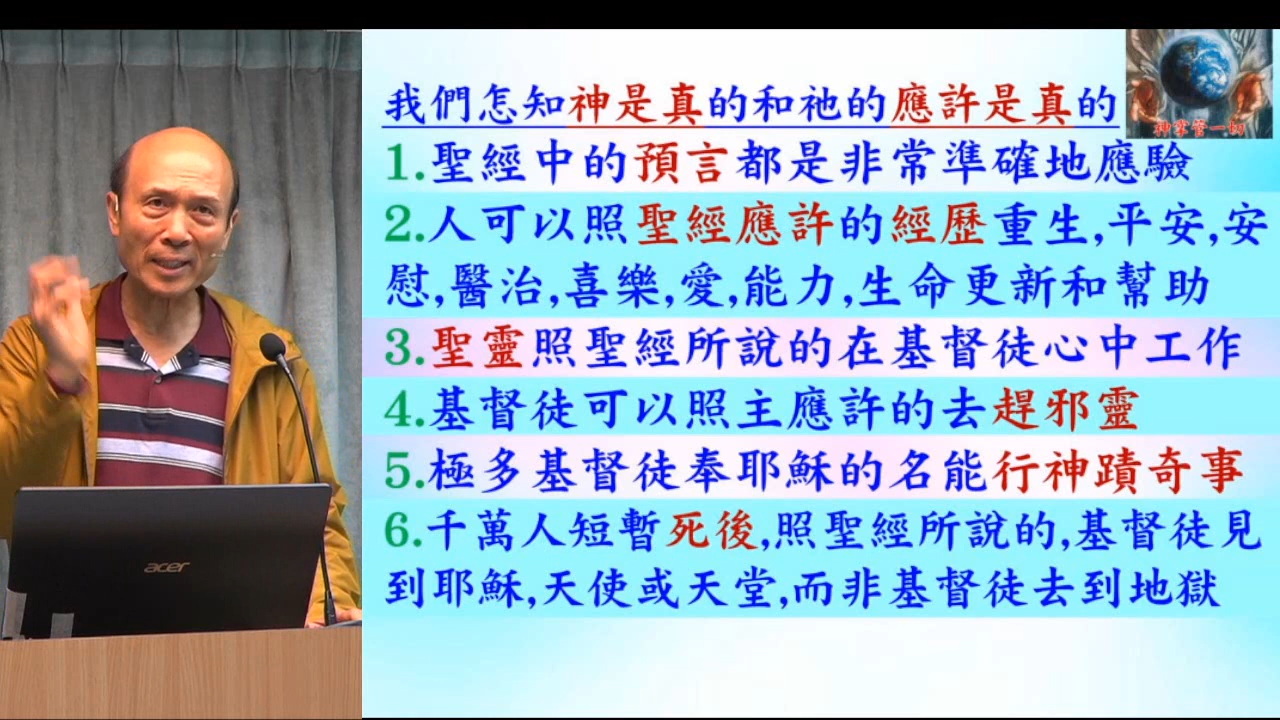 我們怎知神是真的和祂的應許是真的
神掌管一切
1.聖經中的預言都是非常準確地應驗
2.人可以照聖經應許的經歷重生,平安,安
慰,醫治,喜樂,愛,能力,生命更新和幫助
3.聖靈照聖經所說的在基督徒心中工作
4.基督徒可以照主應許的去趕邪靈
5.極多基督徒奉耶穌的名能行神蹟奇事
6.千萬人短暫死後,照聖經所說的,基督徒見
到耶穌,天使或天堂,而非基督徒去到地獄
acer